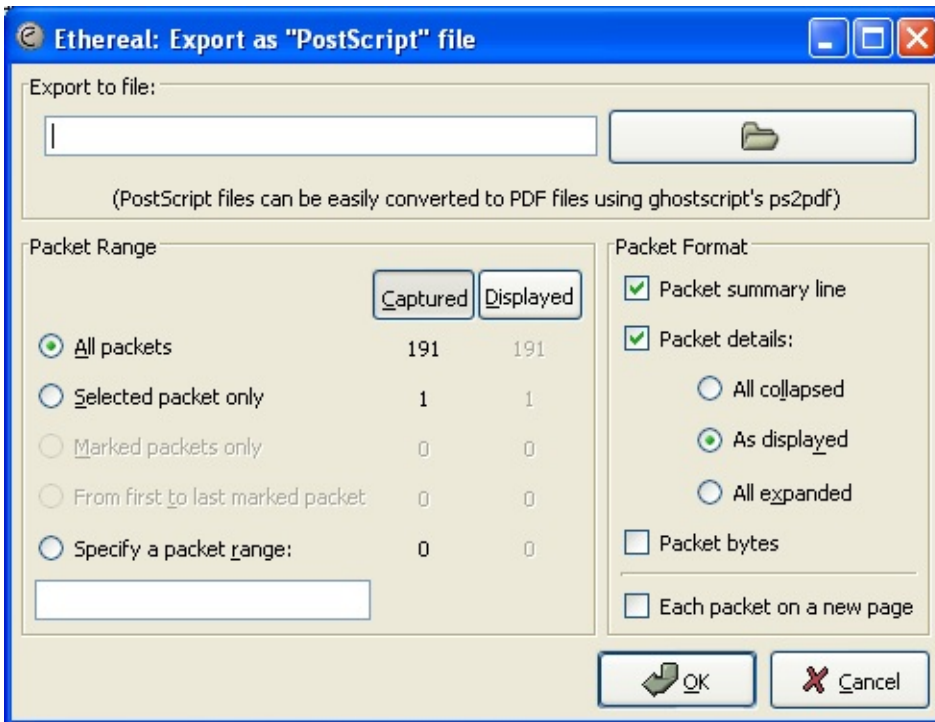 Ethereal: Export as "PostScript" file
Export to file:
(PostScript files can be easily converted to PDF files using ghostscript's ps2pdf)
Packet Range
Captured Displayed
All packets 191 191
Selected packet only 1 1
Marked packets only 0 0
From first to last marked packet 0 0
Specify a packet range: 0 0
Packet Format
Packet summary line
Packet details:
All collapsed
As displayed
All expanded
Packet bytes
Each packet on a new page
OK Cancel